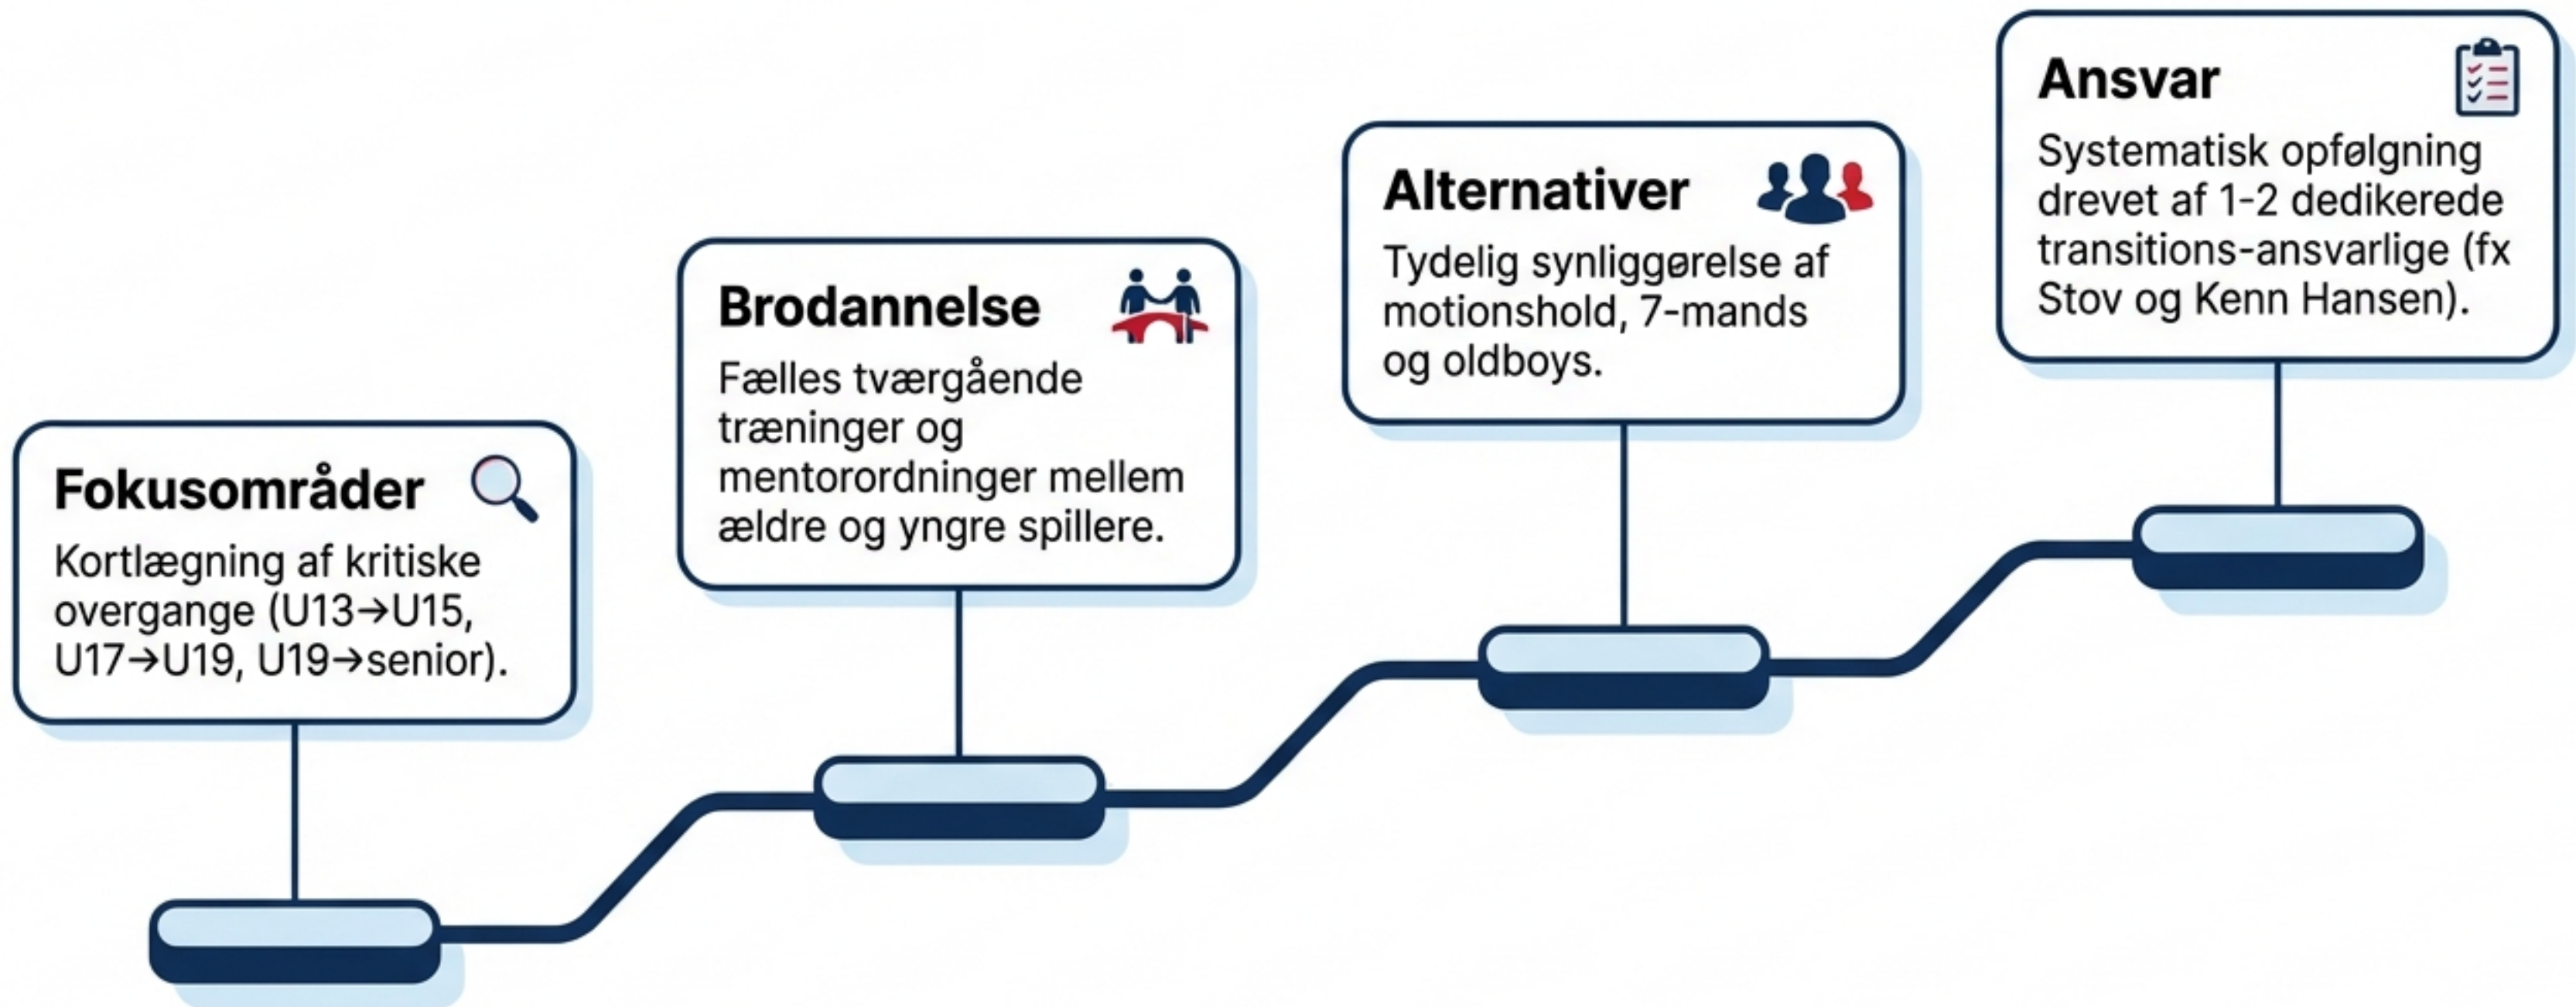 Fokusområder
Kortlægning af kritiske
overgange (U13→U15,
U17→U19, U19→senior).
Brodannelse
Fælles tværgående
træninger og
mentorordninger mellem
ældre og yngre spillere.
Alternativer
Tydelig synliggørelse af
motionshold, 7-mands
og oldboys.
Ansvar
Systematisk opfølgning
drevet af 1-2 dedikerede
transitions-ansvarlige (fx
Stov og Kenn Hansen).